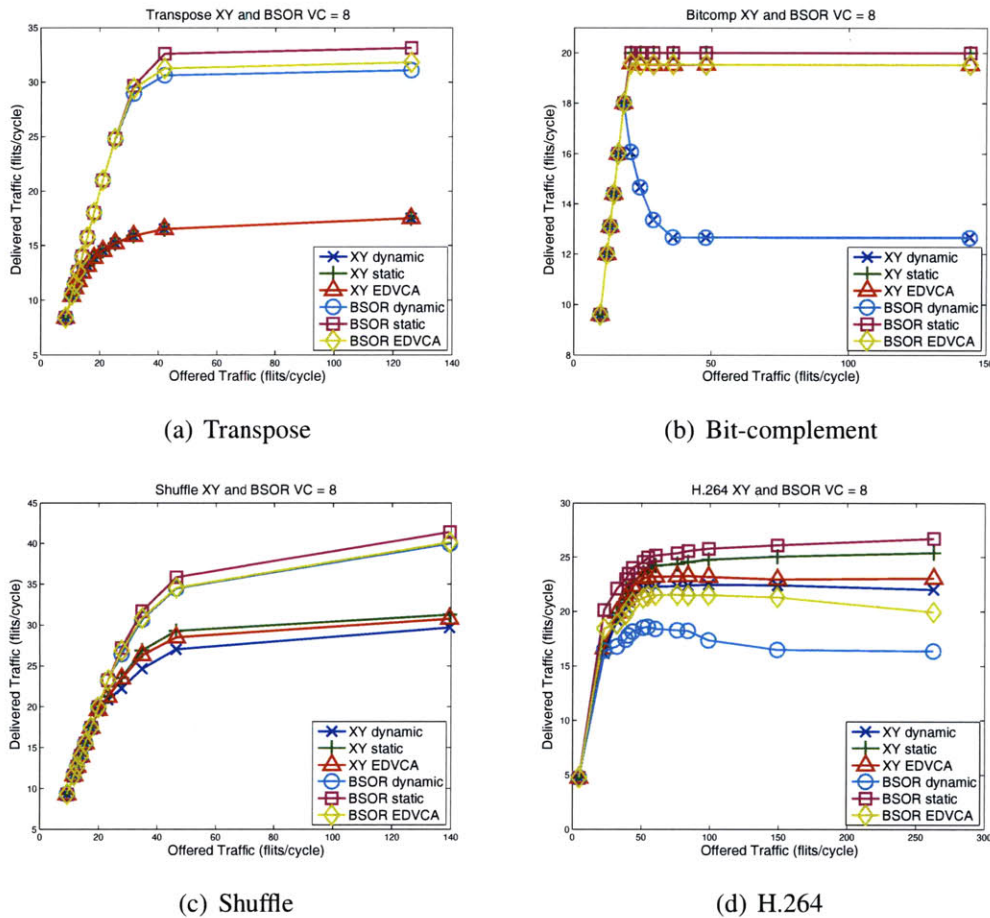 Transpose XY and BSOR VC = 8
35
30
25
20
15
10
5
Delivered Traffic (flits/cycle)
XY dynamic
XY static
XY EDVCA
BSOR dynamic
BSOR static
BSOR EDVCA
0 20 40 60 80 100 120 140
Offered Traffic (flits/cycle)
(a) Transpose
Bitcomp XY and BSOR VC = 8
20
18
16
14
12
10
8
Delivered Traffic (flits/cycle)
XY dynamic
XY static
XY EDVCA
BSOR dynamic
BSOR static
BSOR EDVCA
0 50 100 150
Offered Traffic (flits/cycle)
(b) Bit-complement
Shuffle XY and BSOR VC = 8
45
40
35
30
25
20
15
10
5
Delivered Traffic (flits/cycle)
XY dynamic
XY static
XY EDVCA
BSOR dynamic
BSOR static
BSOR EDVCA
0 20 40 60 80 100 120 140
Offered Traffic (flits/cycle)
(c) Shuffle
H.264 XY and BSOR VC = 8
30
25
20
15
10
5
0
Delivered Traffic (flits/cycle)
XY dynamic
XY static
XY EDVCA
BSOR dynamic
BSOR static
BSOR EDVCA
0 50 100 150 200 250 300
Offered Traffic (flits/cycle)
(d) H.264